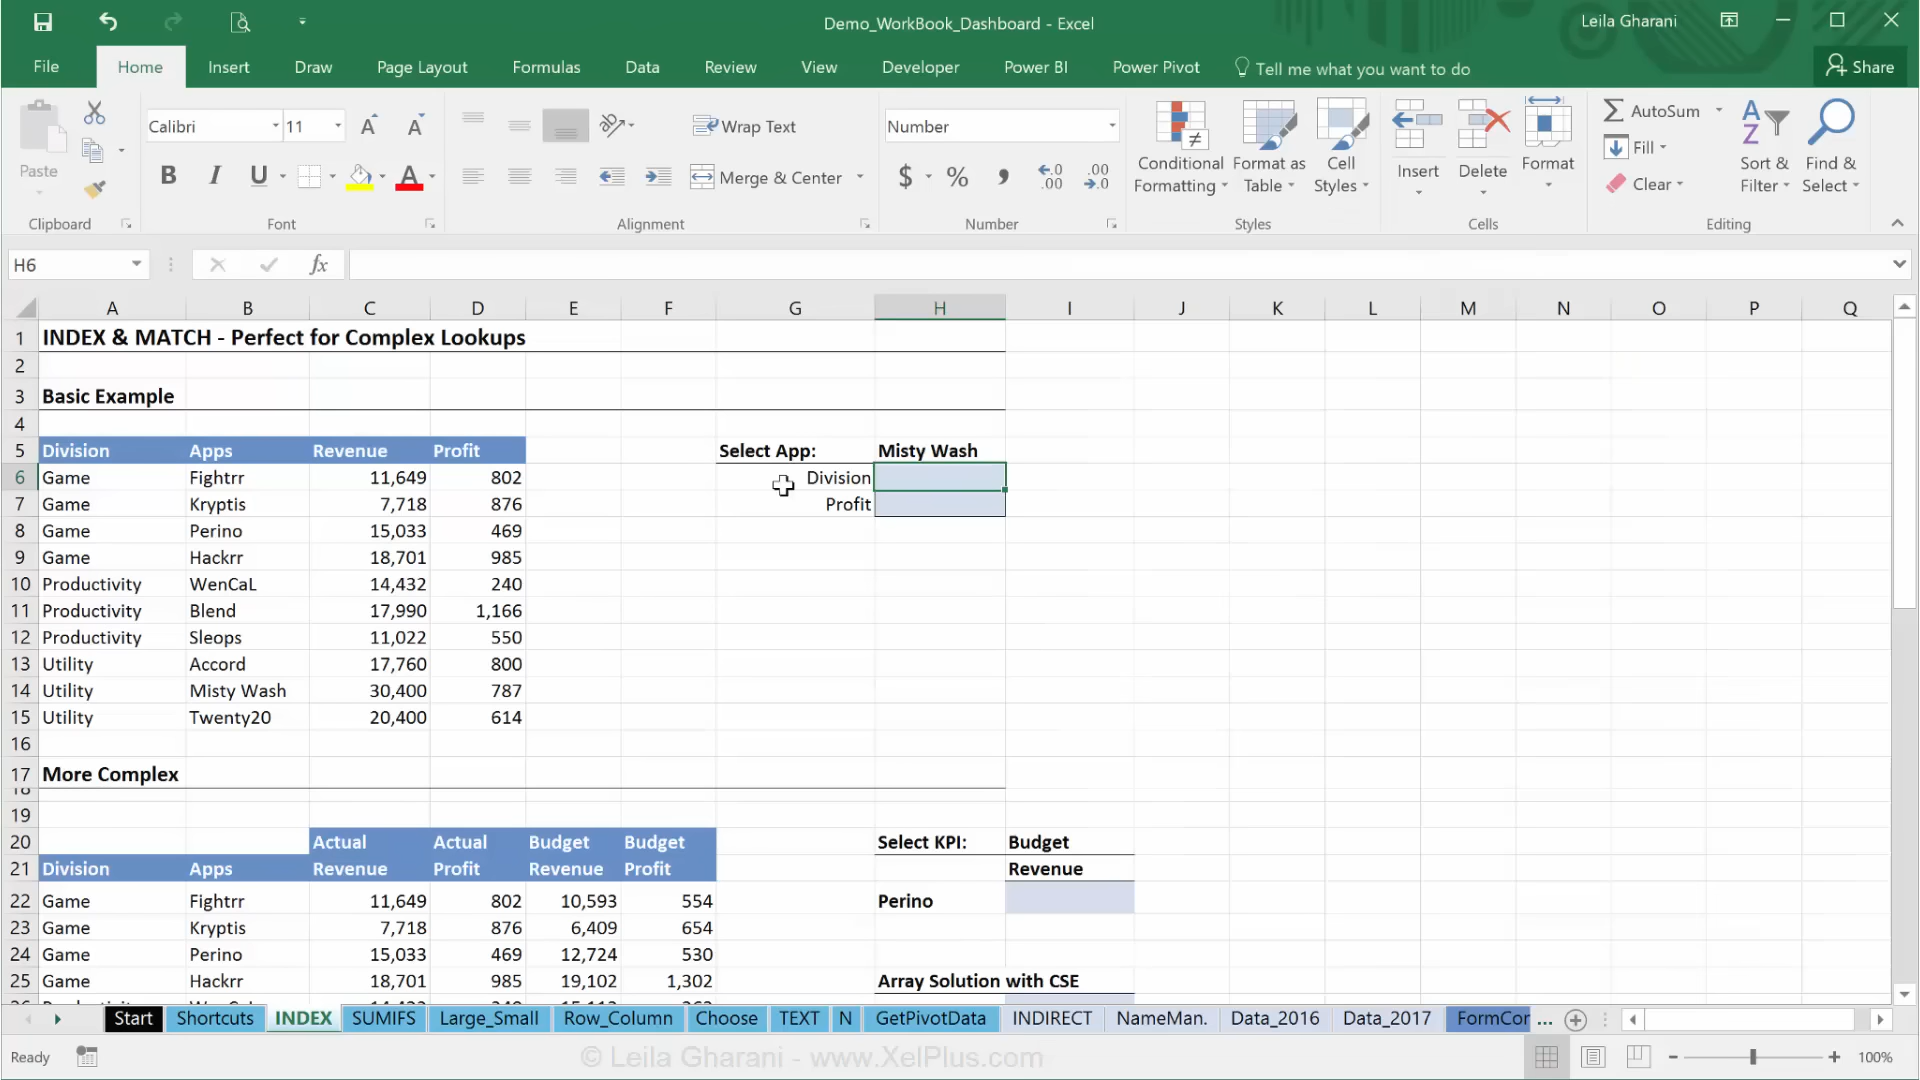 Demo_WorkBook_Dashboard - Excel
Leila Gharani
File Home Insert Draw Page Layout Formulas Data Review View Developer Power BI Power Pivot Tell me what you want to do Share
Paste
Clipboard
Calibri 11
B I U
Font
Wrap Text
Merge & Center
Alignment
Number
$ % , .00 .00
Number
Conditional Formatting
Format as Table
Cell Styles
Styles
Insert
Delete
Format
Cells
AutoSum
Fill
Clear
Sort & Filter
Find & Select
Editing
H6 fx
A B C D E F G H I J K L M N O P Q
1 INDEX & MATCH - Perfect for Complex Lookups
2
3 Basic Example
4
5 Division Apps Revenue Profit Select App: Misty Wash
6 Game Fightrr 11,649 802 Division
7 Game Kryptis 7,718 876 Profit
8 Game Perino 15,033 469
9 Game Hackrr 18,701 985
10 Productivity WenCaL 14,432 240
11 Productivity Blend 17,990 1,166
12 Productivity Sleops 11,022 550
13 Utility Accord 17,760 800
14 Utility Misty Wash 30,400 787
15 Utility Twenty20 20,400 614
16
17 More Complex
18
19
20 Actual Actual Budget Budget Select KPI: Budget
21 Division Apps Revenue Profit Revenue Profit Revenue
22 Game Fightrr 11,649 802 10,593 554 Perino
23 Game Kryptis 7,718 876 6,409 654
24 Game Perino 15,033 469 12,724 530
25 Game Hackrr 18,701 985 19,102 1,302 Array Solution with CSE
Start Shortcuts INDEX SUMIFS Large_Small Row_Column Choose TEXT N GetPivotData INDIRECT NameMan. Data_2016 Data_2017 FormCor ...
Ready
© Leila Gharani - www.XelPlus.com
100%